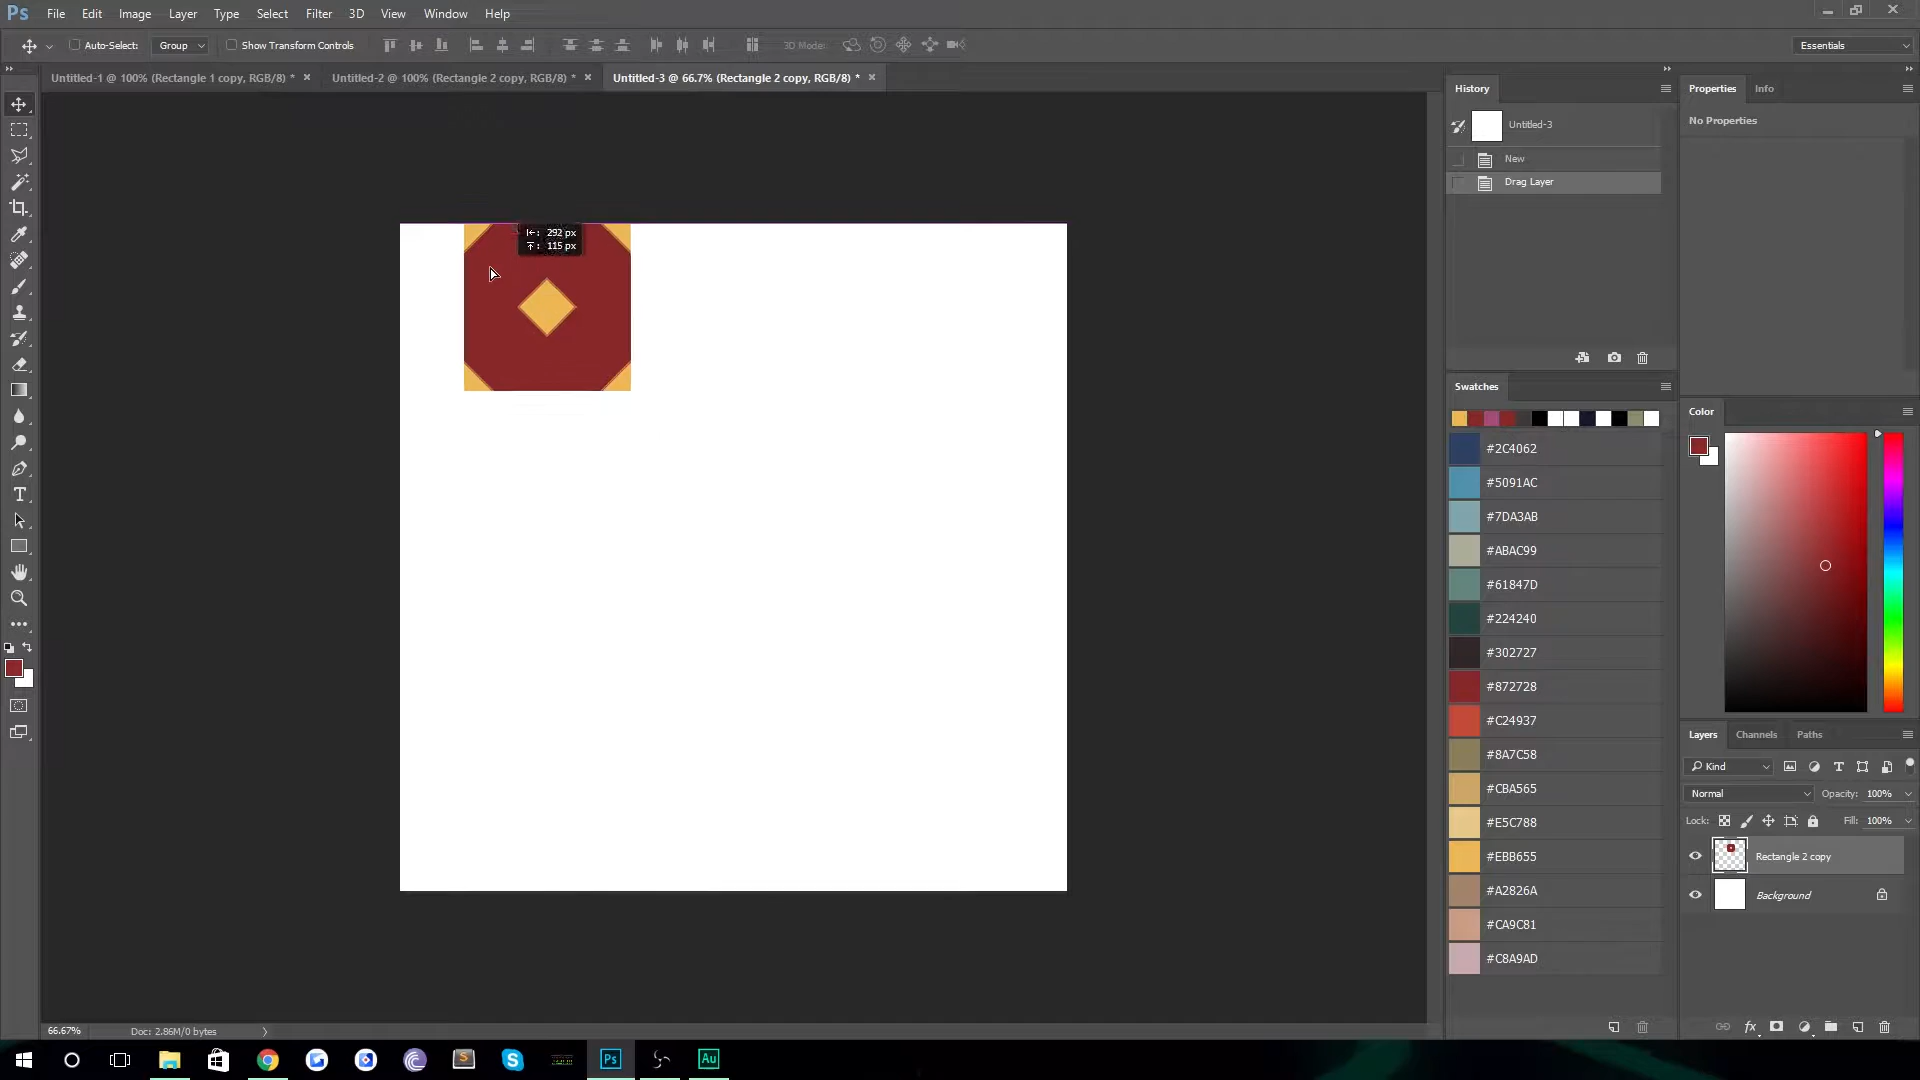 Ps File Edit Image Layer Type Select Filter 3D View Window Help
Auto-Select: Group Show Transform Controls 3D Mode: Essentials
Untitled-1 @ 100% (Rectangle 1 copy, RGB/8) * × Untitled-2 @ 100% (Rectangle 2 copy, RGB/8) * × Untitled-3 @ 66.7% (Rectangle 2 copy, RGB/8) * ×
History
Untitled-3
New
Drag Layer
Properties Info
No Properties
292 px
115 px
Swatches
#2C4062
#5091AC
#7DA3AB
#ABAC99
#61847D
#224240
#302727
#872728
#C24937
#8A7C58
#CBA565
#E5C788
#EBB655
#A2826A
#CA9C81
#C8A9AD
Color
Layers Channels Paths
Kind
Normal Opacity: 100%
Lock: Fill: 100%
Rectangle 2 copy
Background
66.67% Doc: 2.86M/0 bytes
S Ps Au